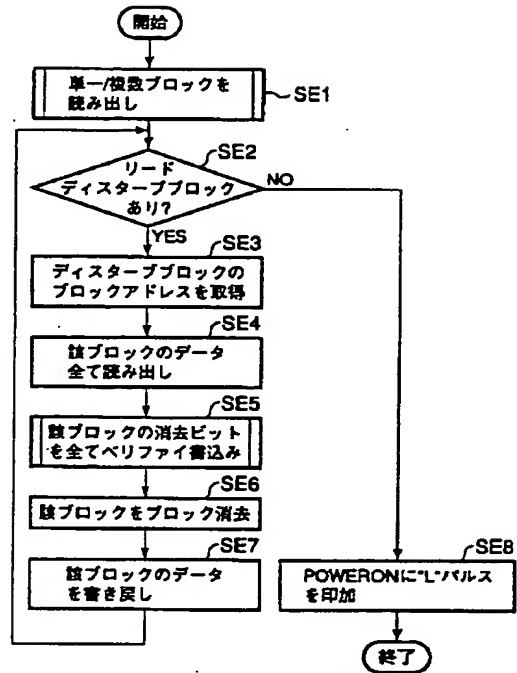 開始
単一/複数ブロックを
読み出し
SE1
SE2
リード
ディスターブブロック
あり?
NO
YES
SE3
ディスターブブロックの
ブロックアドレスを取得
SE4
該ブロックのデータ
全て読み出し
SE5
該ブロックの消去ビット
を全てベリファイ書込み
SE6
該ブロックをブロック消去
SE7
該ブロックのデータ
を書き戻し
SE8
POWERONに"L"パルス
を印加
終了